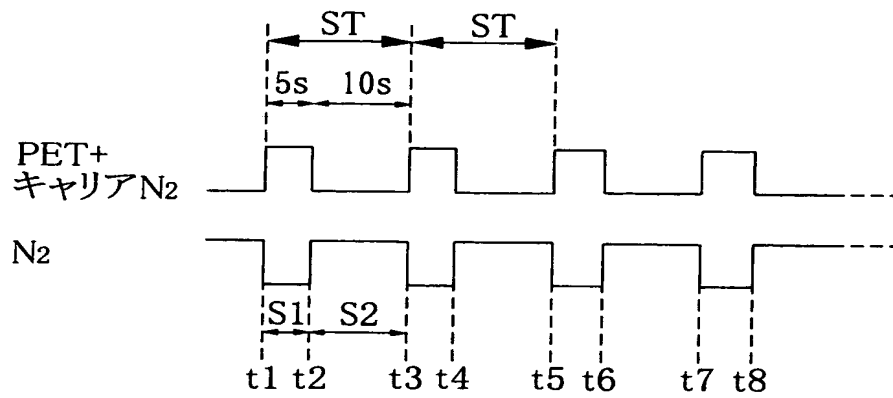 ST ST
5s 10s
PET+
キャリアN2
N2
S1 S2
t1 t2 t3 t4 t5 t6 t7 t8